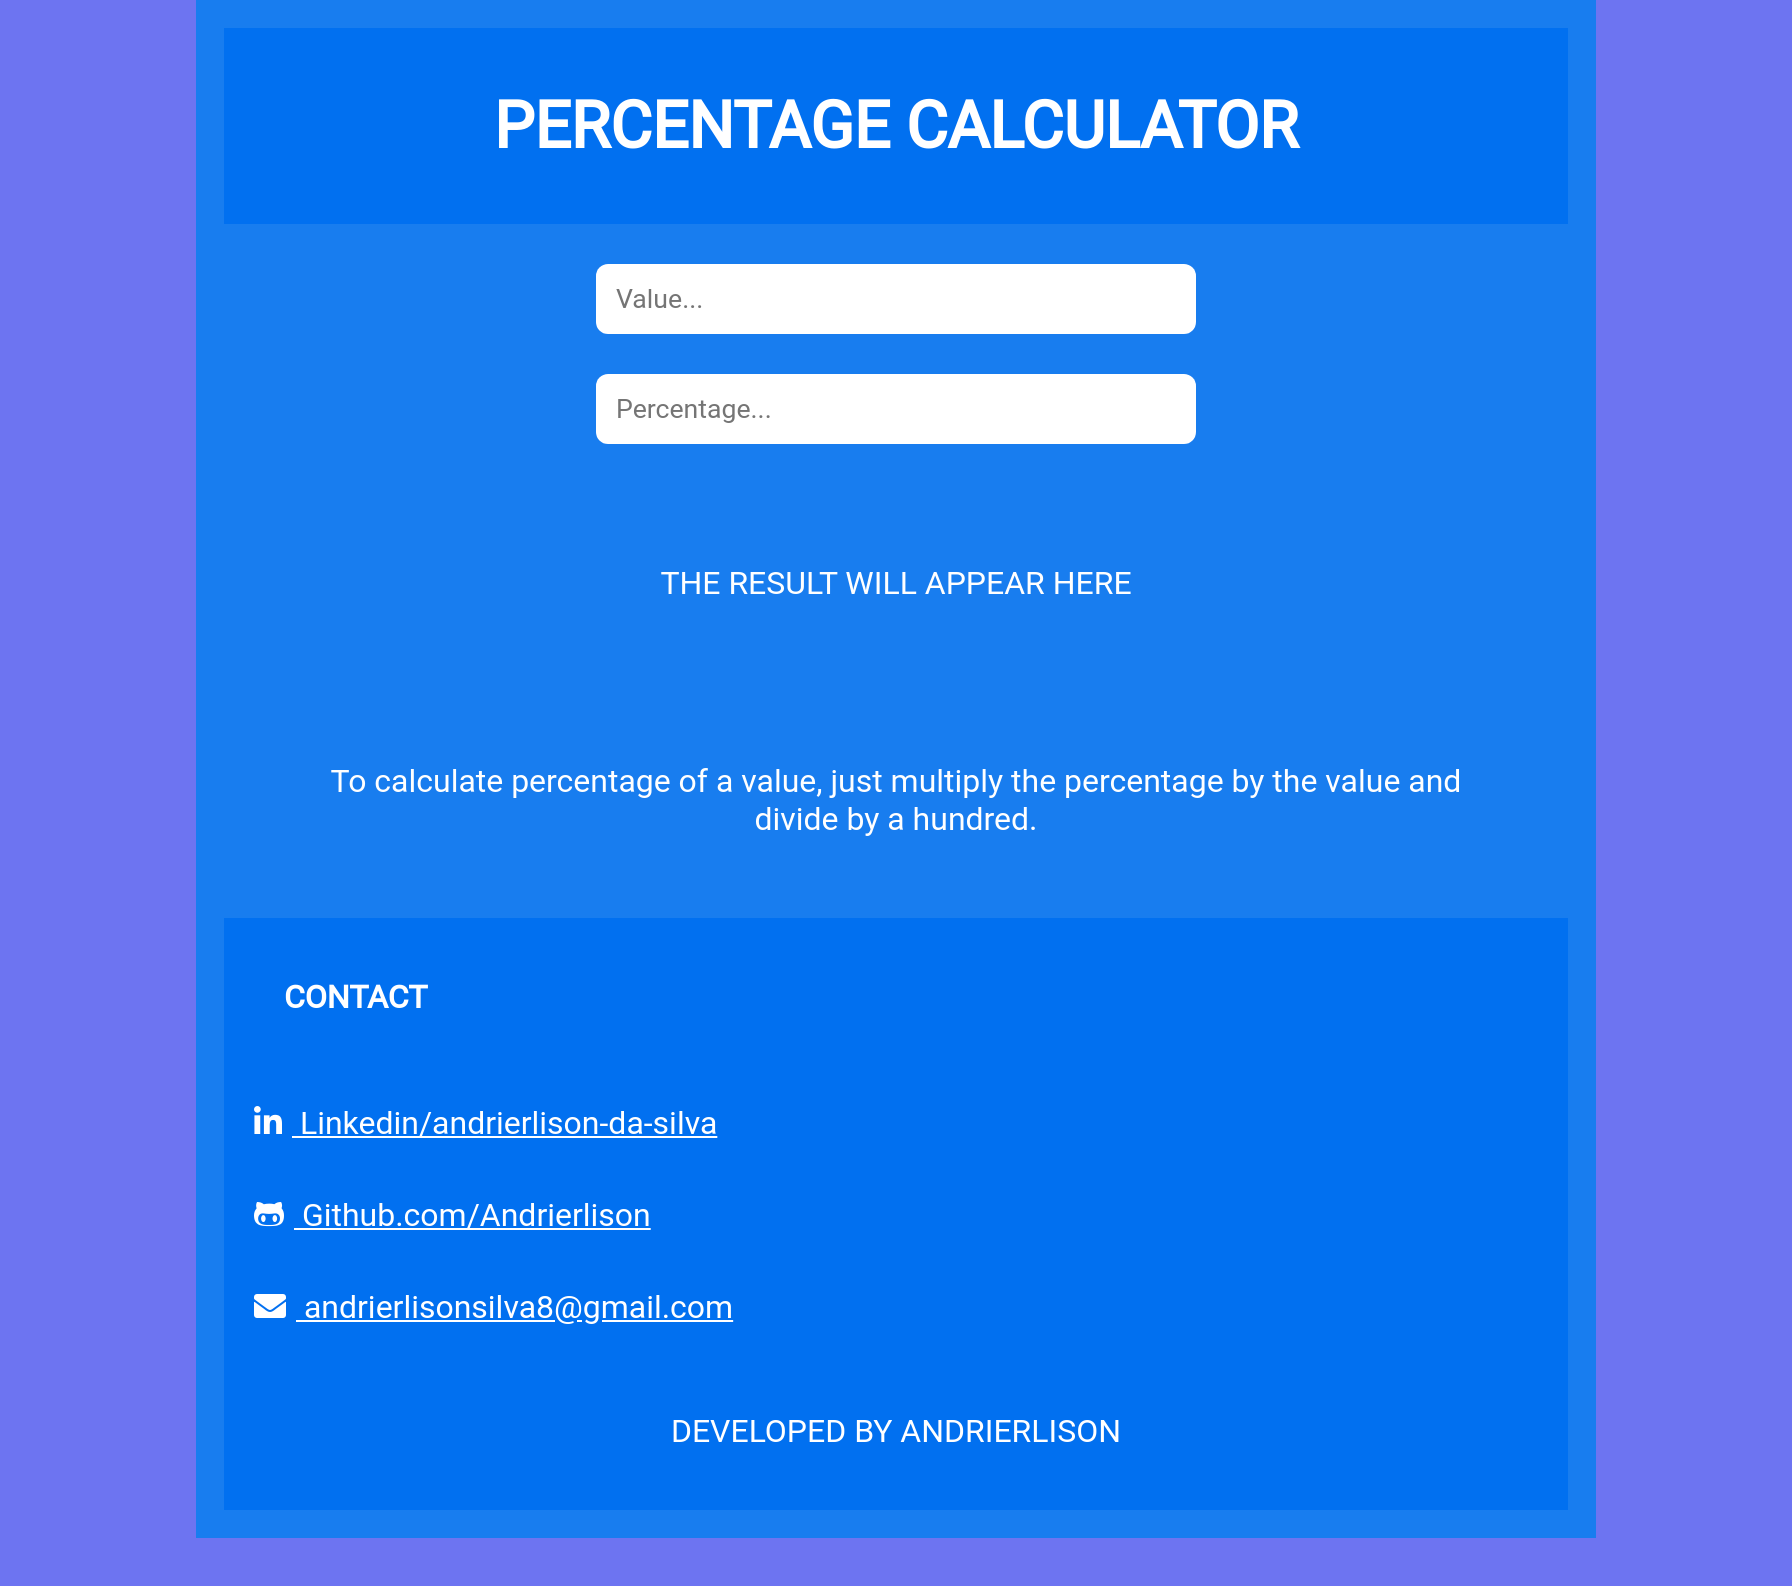 PERCENTAGE CALCULATOR
Value...
Percentage...
THE RESULT WILL APPEAR HERE
To calculate percentage of a value, just multiply the percentage by the value and
divide by a hundred.
CONTACT
Linkedin/andrierlison-da-silva
Github.com/Andrierlison
andrierlisonsilva8@gmail.com
DEVELOPED BY ANDRIERLISON